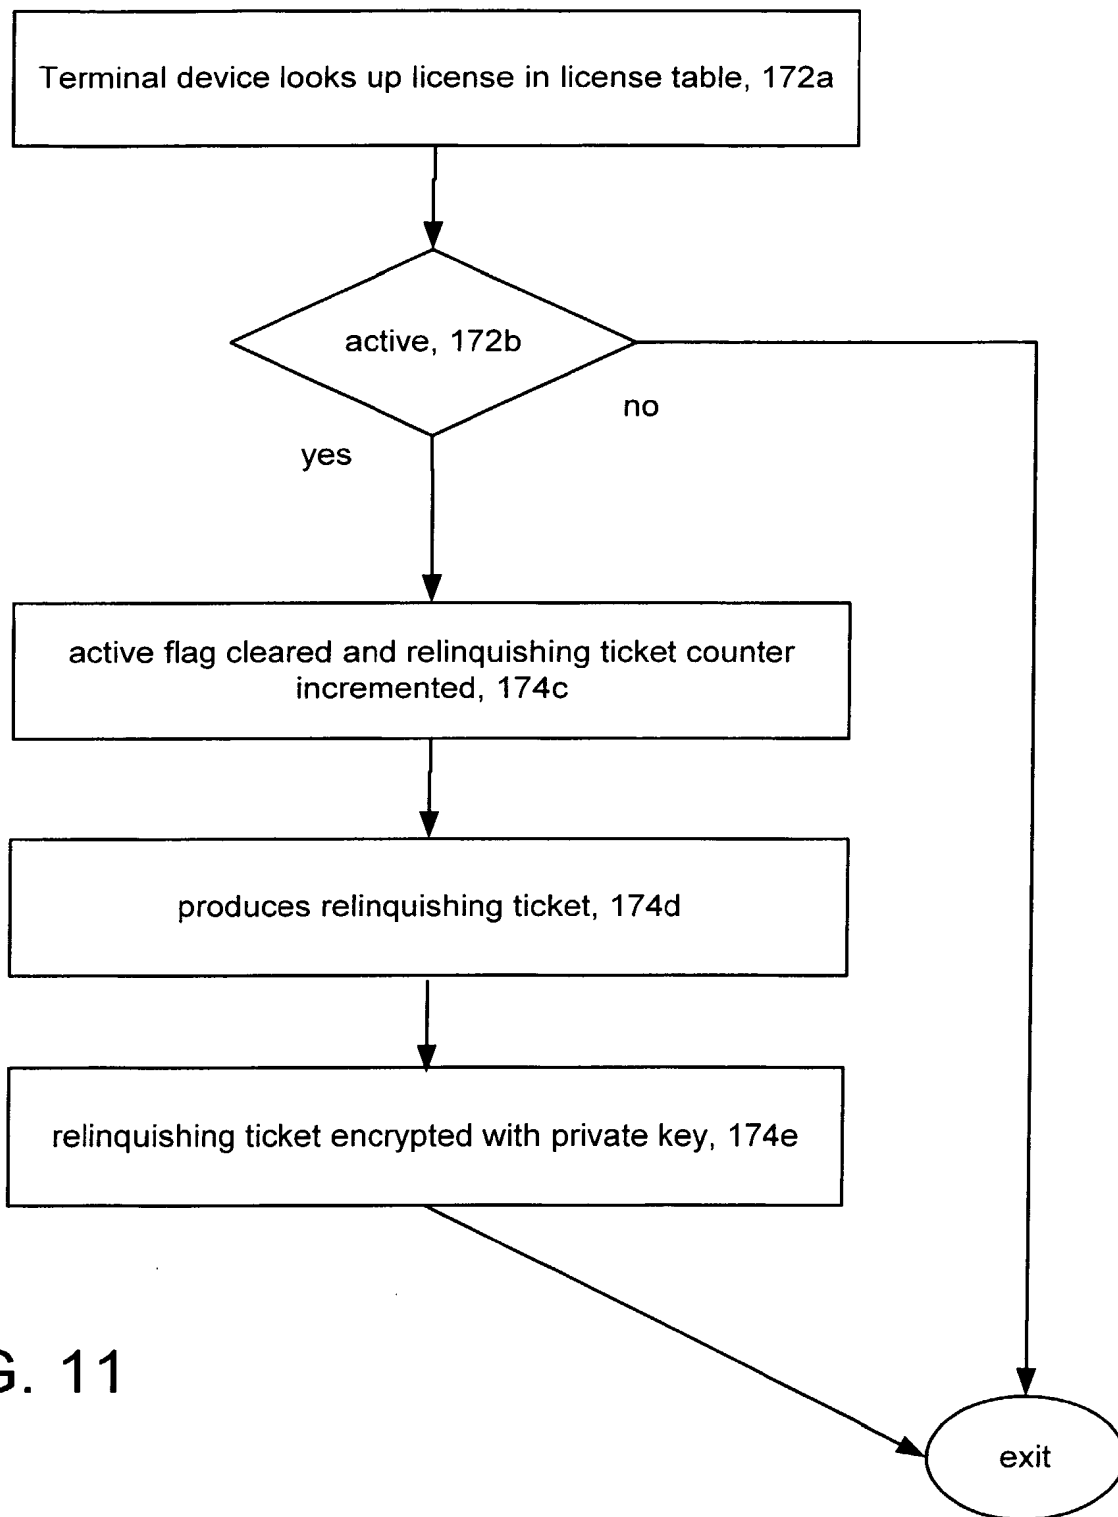 Terminal device looks up license in license table, 172a
active, 172b
no
yes
active flag cleared and relinquishing ticket counter
incremented, 174c
produces relinquishing ticket, 174d
relinquishing ticket encrypted with private key, 174e
G. 11
exit